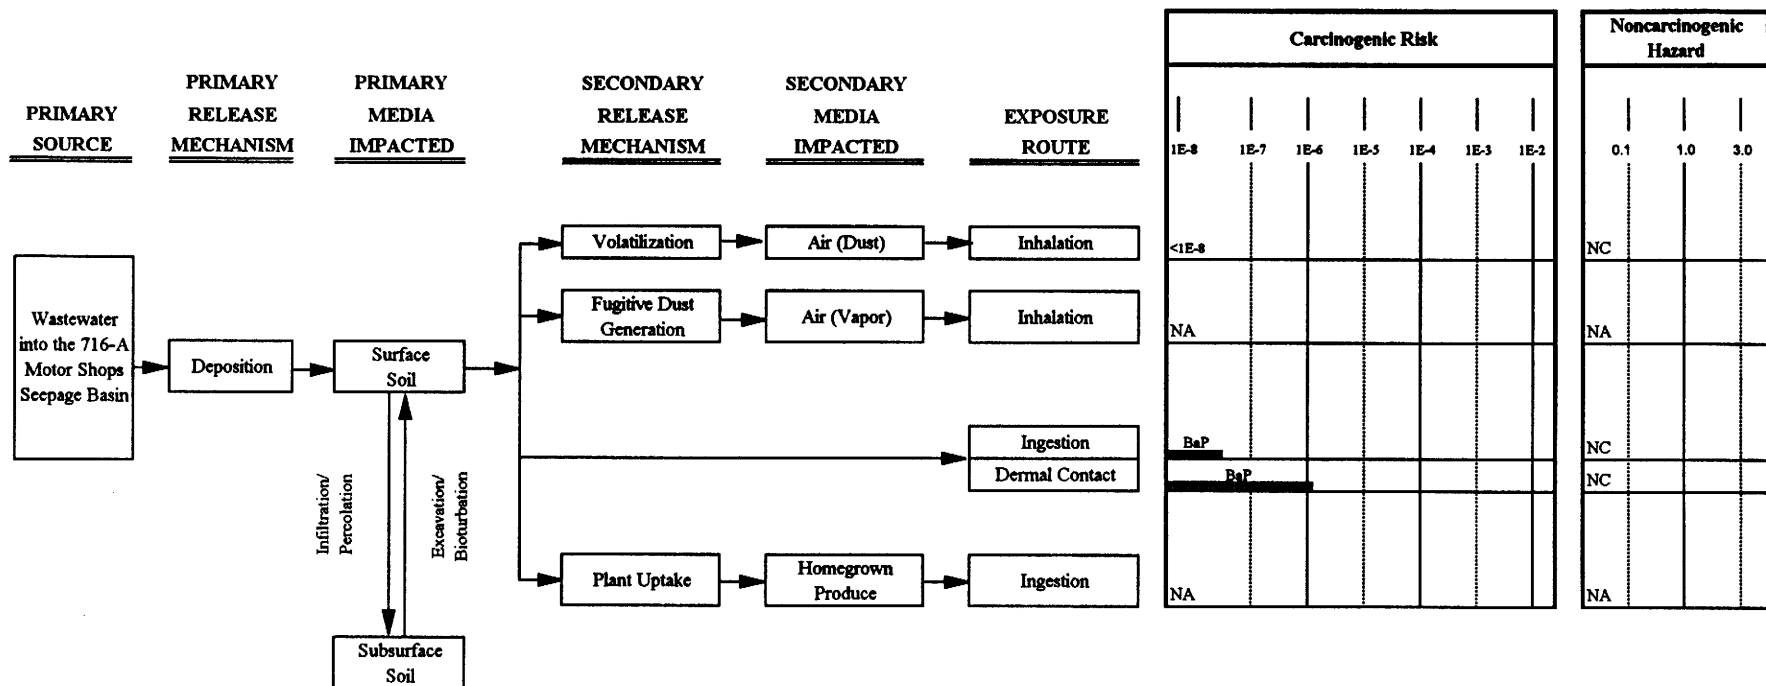 Carcinogenic Risk
Noncarcinogenic
Hazard
PRIMARY
SOURCE
PRIMARY
RELEASE
MECHANISM
PRIMARY
MEDIA
IMPACTED
SECONDARY
RELEASE
MECHANISM
SECONDARY
MEDIA
IMPACTED
EXPOSURE
ROUTE
1E-8 1E-7 1E-6 1E-5 1E-4 1E-3 1E-2
0.1 1.0 3.0
Volatilization
Air (Dust)
Inhalation
<1E-8
NC
Fugitive Dust
Generation
Air (Vapor)
Inhalation
NA
NA
Wastewater
into the 716-A
Motor Shops
Seepage Basin
Deposition
Surface
Soil
Ingestion
BaP
NC
Dermal Contact
BaP
NC
Infiltration/
Percolation
Excavation/
Bioturbation
Plant Uptake
Homegrown
Produce
Ingestion
NA
NA
Subsurface
Soil